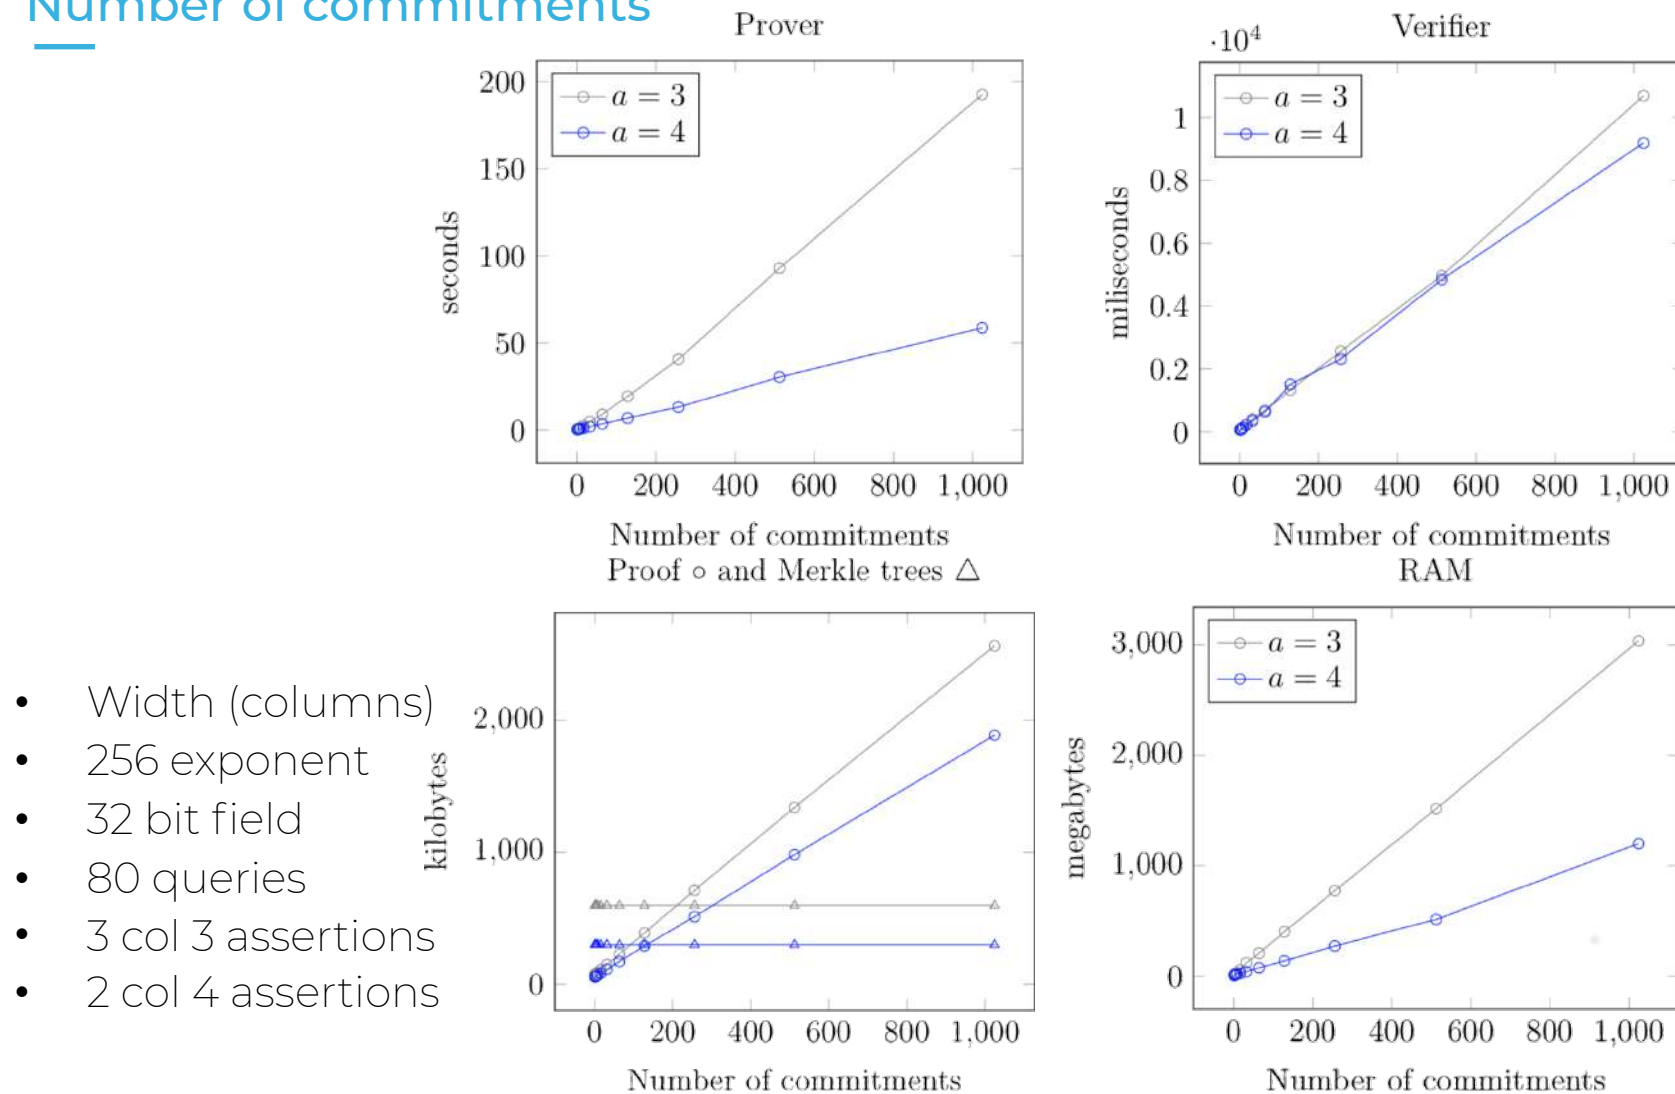 Number of commitments
Prover
200
150
100
50
0
seconds
a = 3
a = 4
0 200 400 600 800 1,000
Number of commitments
Verifier
·10⁴
1
0.8
0.6
0.4
0.2
0
miliseconds
a = 3
a = 4
0 200 400 600 800 1,000
Number of commitments
• Width (columns)
• 256 exponent
• 32 bit field
• 80 queries
• 3 col 3 assertions
• 2 col 4 assertions
Proof ∘ and Merkle trees △
2,000
1,000
0
kilobytes
0 200 400 600 800 1,000
Number of commitments
RAM
3,000
2,000
1,000
0
megabytes
a = 3
a = 4
0 200 400 600 800 1,000
Number of commitments